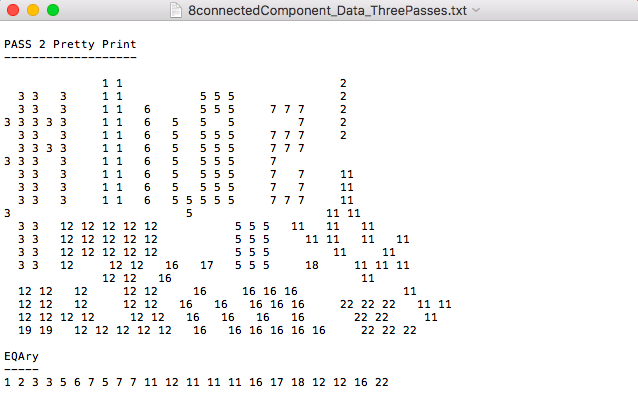 8connectedComponent_Data_ThreePasses.txt
PASS 2 Pretty Print
-------------------
1 1 2
3 3 3 1 1 5 5 5 2
3 3 3 1 1 6 5 5 5 7 7 7 2
3 3 3 3 3 1 1 6 5 5 5 7 2
3 3 3 1 1 6 5 5 5 5 7 7 7 2
3 3 3 3 1 1 6 5 5 5 5 7 7 7
3 3 3 3 1 1 6 5 5 5 5 7
3 3 3 1 1 6 5 5 5 5 7 7 11
3 3 3 1 1 6 5 5 5 5 7 7 11
3 3 3 1 1 6 5 5 5 5 5 7 7 7 11
3 5 11 11
3 3 12 12 12 12 12 5 5 5 11 11 11
3 3 12 12 12 12 12 5 5 5 11 11 11 11
3 3 12 12 12 12 12 5 5 5 11 11
3 3 12 12 12 16 17 5 5 5 18 11 11 11
12 12 16 11
12 12 12 12 12 16 16 16 16 11
12 12 12 12 12 16 16 16 16 16 22 22 22 11 11
12 12 12 12 12 12 16 16 16 16 16 22 22 11
19 19 12 12 12 12 12 16 16 16 16 16 16 22 22 22
EQAry
-----
1 2 3 3 5 6 7 5 7 7 11 12 11 11 11 16 17 18 12 12 16 22